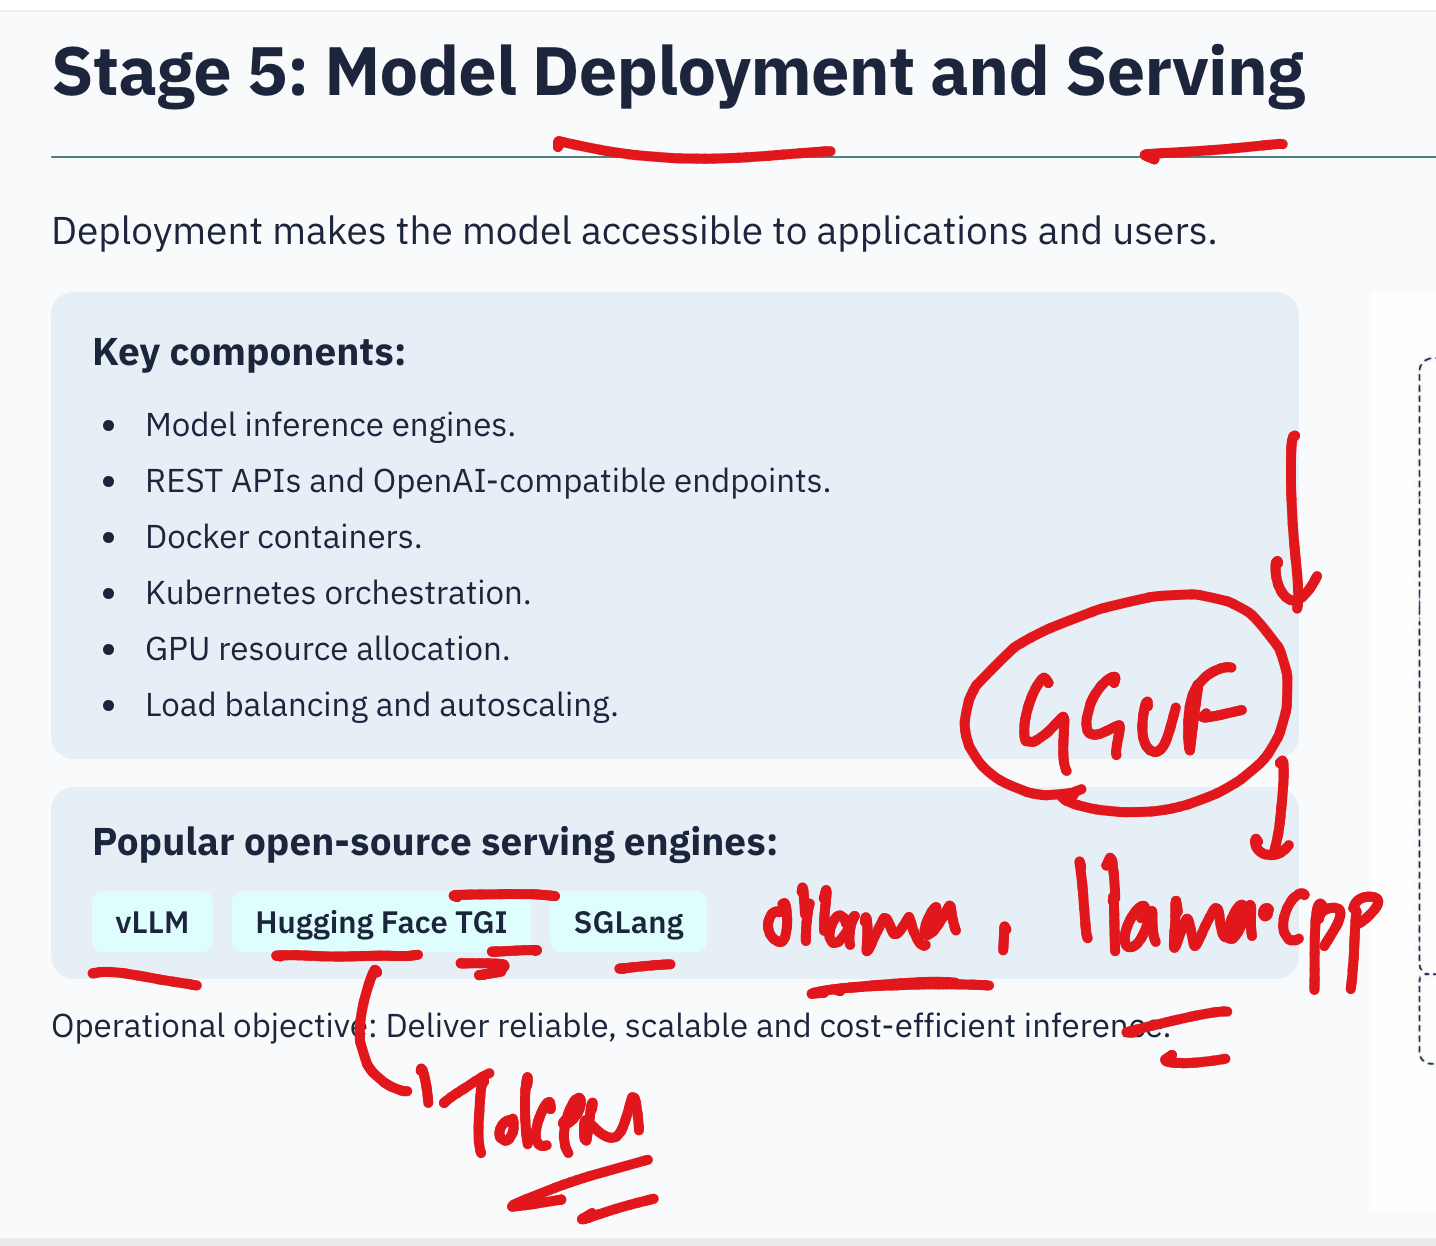 Stage 5: Model Deployment and Serving
Deployment makes the model accessible to applications and users.
Key components:
• Model inference engines.
• REST APIs and OpenAI-compatible endpoints.
• Docker containers.
• Kubernetes orchestration.
• GPU resource allocation.
• Load balancing and autoscaling.
GGUF
Popular open-source serving engines:
vLLM Hugging Face TGI SGLang ollama, llama.cpp
Operational objective: Deliver reliable, scalable and cost-efficient inference.
Token